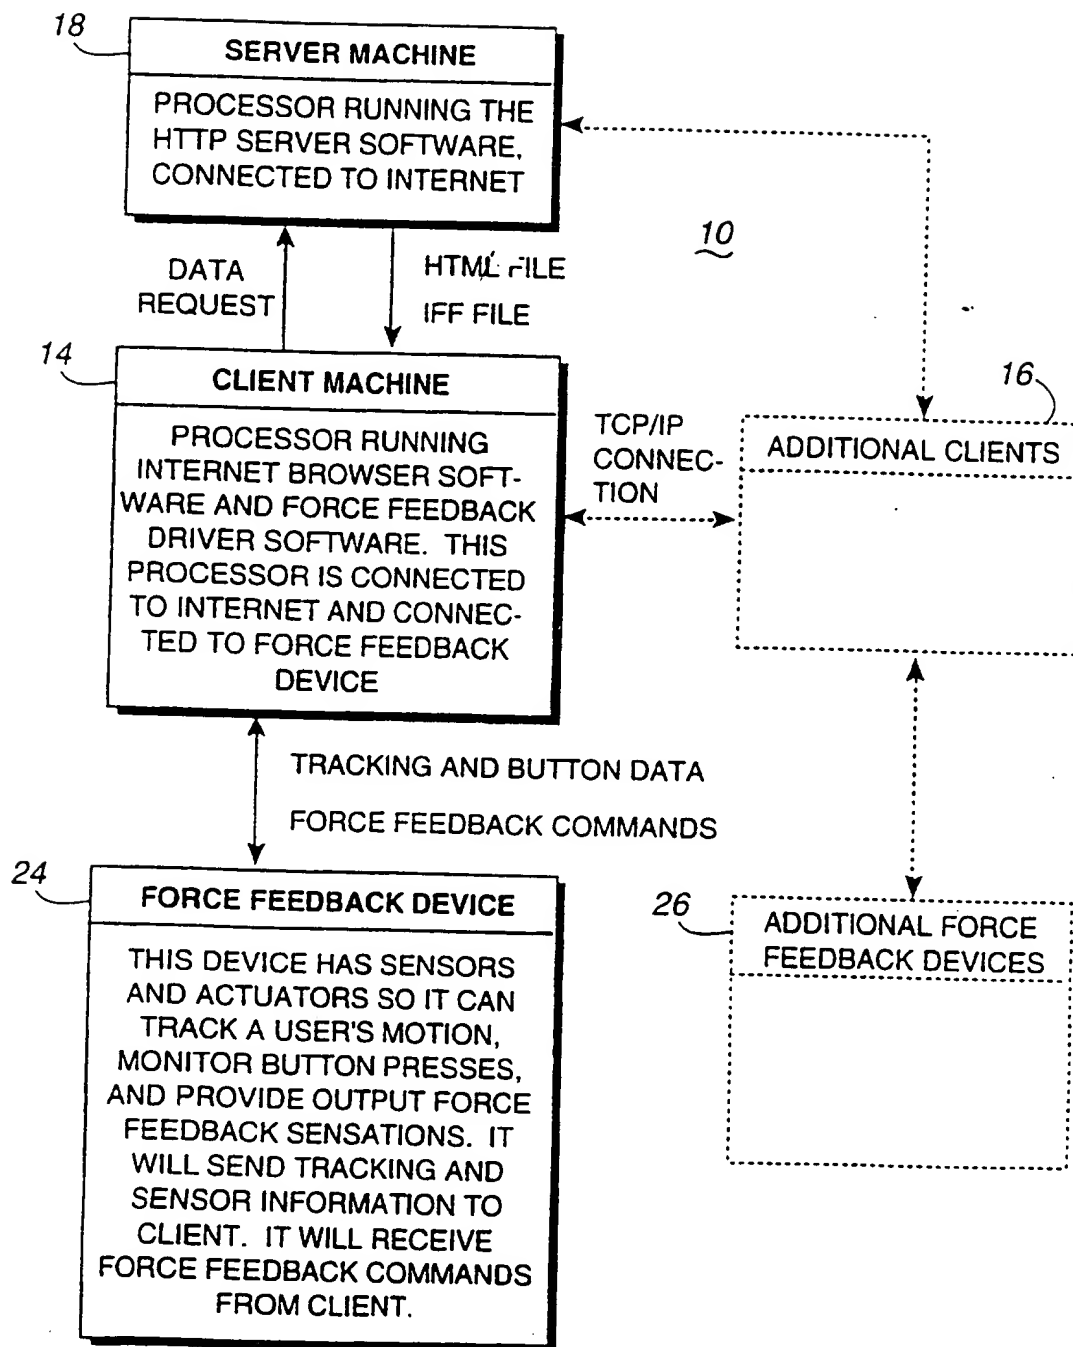 18
SERVER MACHINE
PROCESSOR RUNNING THE
HTTP SERVER SOFTWARE,
CONNECTED TO INTERNET
10
DATA
REQUEST
HTML FILE
IFF FILE
14
CLIENT MACHINE
PROCESSOR RUNNING
INTERNET BROWSER SOFT-
WARE AND FORCE FEEDBACK
DRIVER SOFTWARE. THIS
PROCESSOR IS CONNECTED
TO INTERNET AND CONNEC-
TED TO FORCE FEEDBACK
DEVICE
TCP/IP
CONNEC-
TION
16
ADDITIONAL CLIENTS
TRACKING AND BUTTON DATA
FORCE FEEDBACK COMMANDS
24
FORCE FEEDBACK DEVICE
THIS DEVICE HAS SENSORS
AND ACTUATORS SO IT CAN
TRACK A USER'S MOTION,
MONITOR BUTTON PRESSES,
AND PROVIDE OUTPUT FORCE
FEEDBACK SENSATIONS. IT
WILL SEND TRACKING AND
SENSOR INFORMATION TO
CLIENT. IT WILL RECEIVE
FORCE FEEDBACK COMMANDS
FROM CLIENT.
26
ADDITIONAL FORCE
FEEDBACK DEVICES